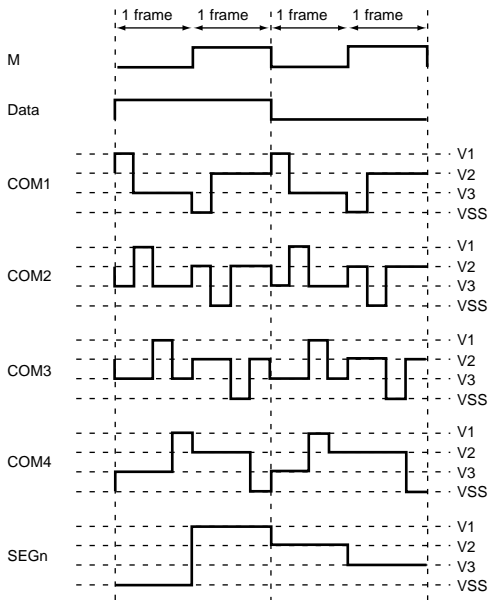 1 frame 1 frame 1 frame 1 frame
M
Data
COM1
V1
V2
V3
VSS
COM2
V1
V2
V3
VSS
COM3
V1
V2
V3
VSS
COM4
V1
V2
V3
VSS
SEGn
V1
V2
V3
VSS